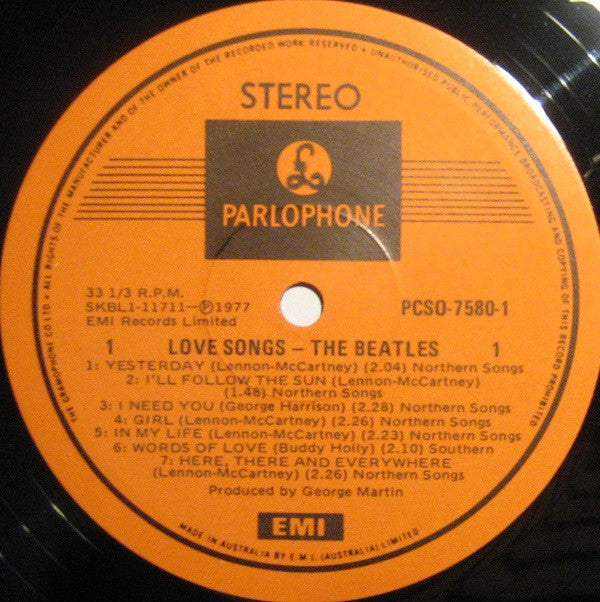 ALL RIGHTS OF THE MANUFACTURER AND OF THE OWNER OF THE RECORDED WORK RESERVED • UNAUTHORISED PUBLIC PERFORMANCE BROADCASTING AND COPYING OF THIS RECORD PROHIBITED
THE GRAMOPHONE CO LTD •
STEREO
£
PARLOPHONE
33 1/3 R.P.M.
SKBL1-11711—Ⓟ1977
EMI Records Limited
PCSO-7580-1
1 LOVE SONGS – THE BEATLES 1
1: YESTERDAY (Lennon-McCartney) (2.04) Northern Songs
2: I'LL FOLLOW THE SUN (Lennon-McCartney)
(1.48) Northern Songs
3: I NEED YOU (George Harrison) (2.28) Northern Songs
4: GIRL (Lennon-McCartney) (2.26) Northern Songs
5: IN MY LIFE (Lennon-McCartney) (2.23) Northern Songs
6: WORDS OF LOVE (Buddy Holly) (2.10) Southern
7: HERE, THERE AND EVERYWHERE
(Lennon-McCartney) (2.26) Northern Songs
Produced by George Martin
EMI
MADE IN AUSTRALIA BY E.M.I. (AUSTRALIA) LIMITED